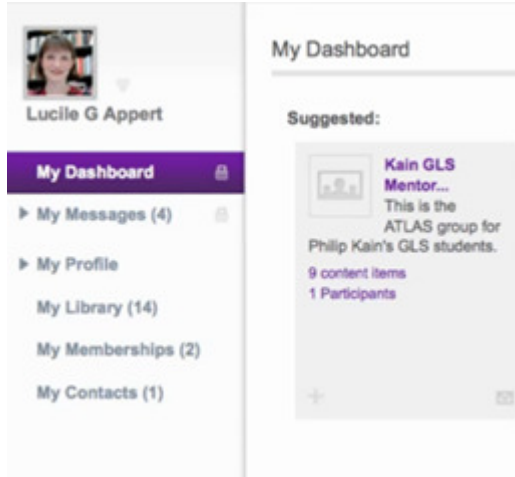 Lucile G Appert
My Dashboard
My Messages (4)
My Profile
My Library (14)
My Memberships (2)
My Contacts (1)
My Dashboard
Suggested:
Kain GLS
Mentor...
This is the
ATLAS group for
Philip Kain's GLS students.
9 content items
1 Participants